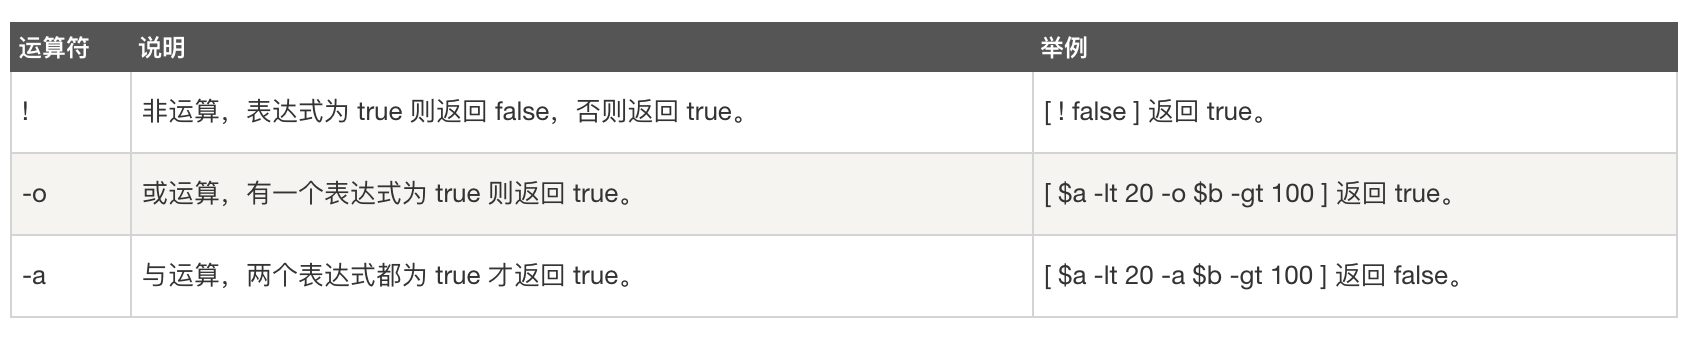 运算符 说明 举例
! 非运算，表达式为 true 则返回 false，否则返回 true。 [ ! false ] 返回 true。
-o 或运算，有一个表达式为 true 则返回 true。 [ $a -lt 20 -o $b -gt 100 ] 返回 true。
-a 与运算，两个表达式都为 true 才返回 true。 [ $a -lt 20 -a $b -gt 100 ] 返回 false。